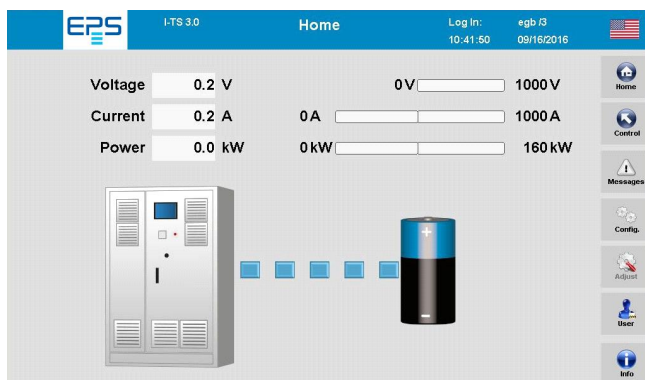 EPS I-TS 3.0 Home Log In: egb /3
10:41:50 09/16/2016
Voltage 0.2 V 0 V 1000 V
Current 0.2 A 0 A 1000 A
Power 0.0 kW 0 kW 160 kW
Home
Control
Messages
Config.
Adjust
User
Info
+
-